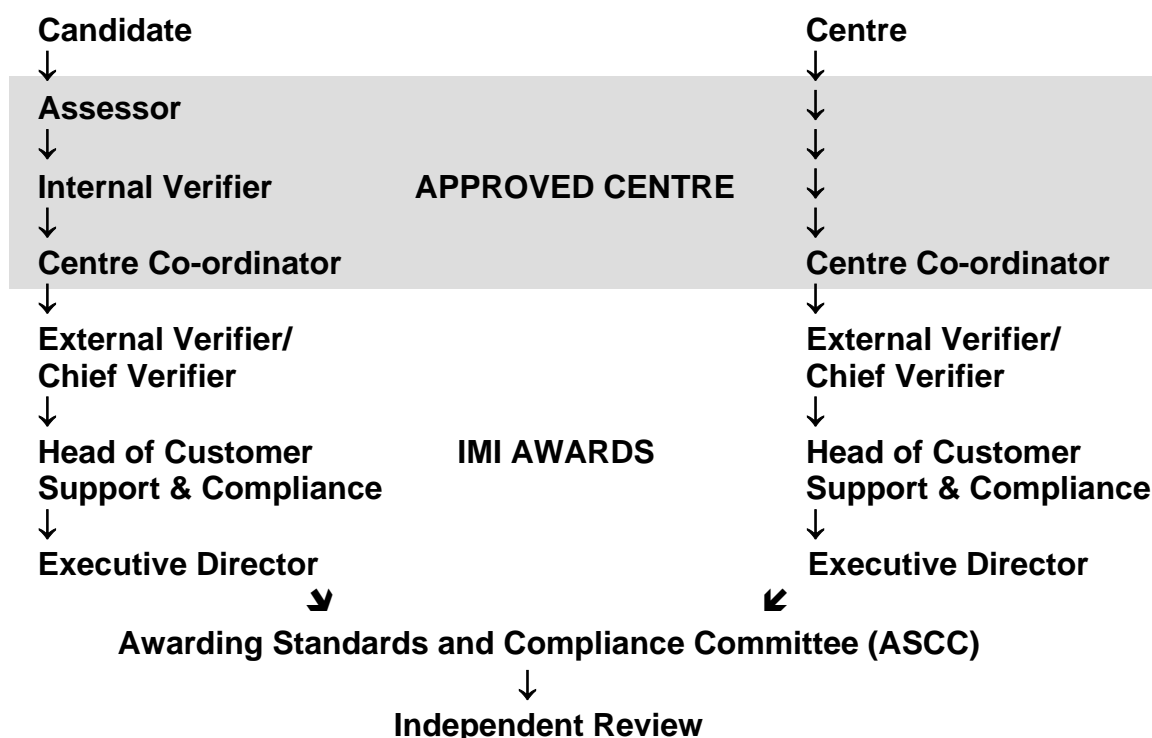 Candidate Centre
↓ ↓
Assessor ↓
↓ ↓
Internal Verifier APPROVED CENTRE ↓
↓ ↓
Centre Co-ordinator Centre Co-ordinator
↓ ↓
External Verifier/ External Verifier/
Chief Verifier Chief Verifier
↓ ↓
Head of Customer IMI AWARDS Head of Customer
Support & Compliance Support & Compliance
↓ ↓
Executive Director Executive Director
Awarding Standards and Compliance Committee (ASCC)
↓
Independent Review